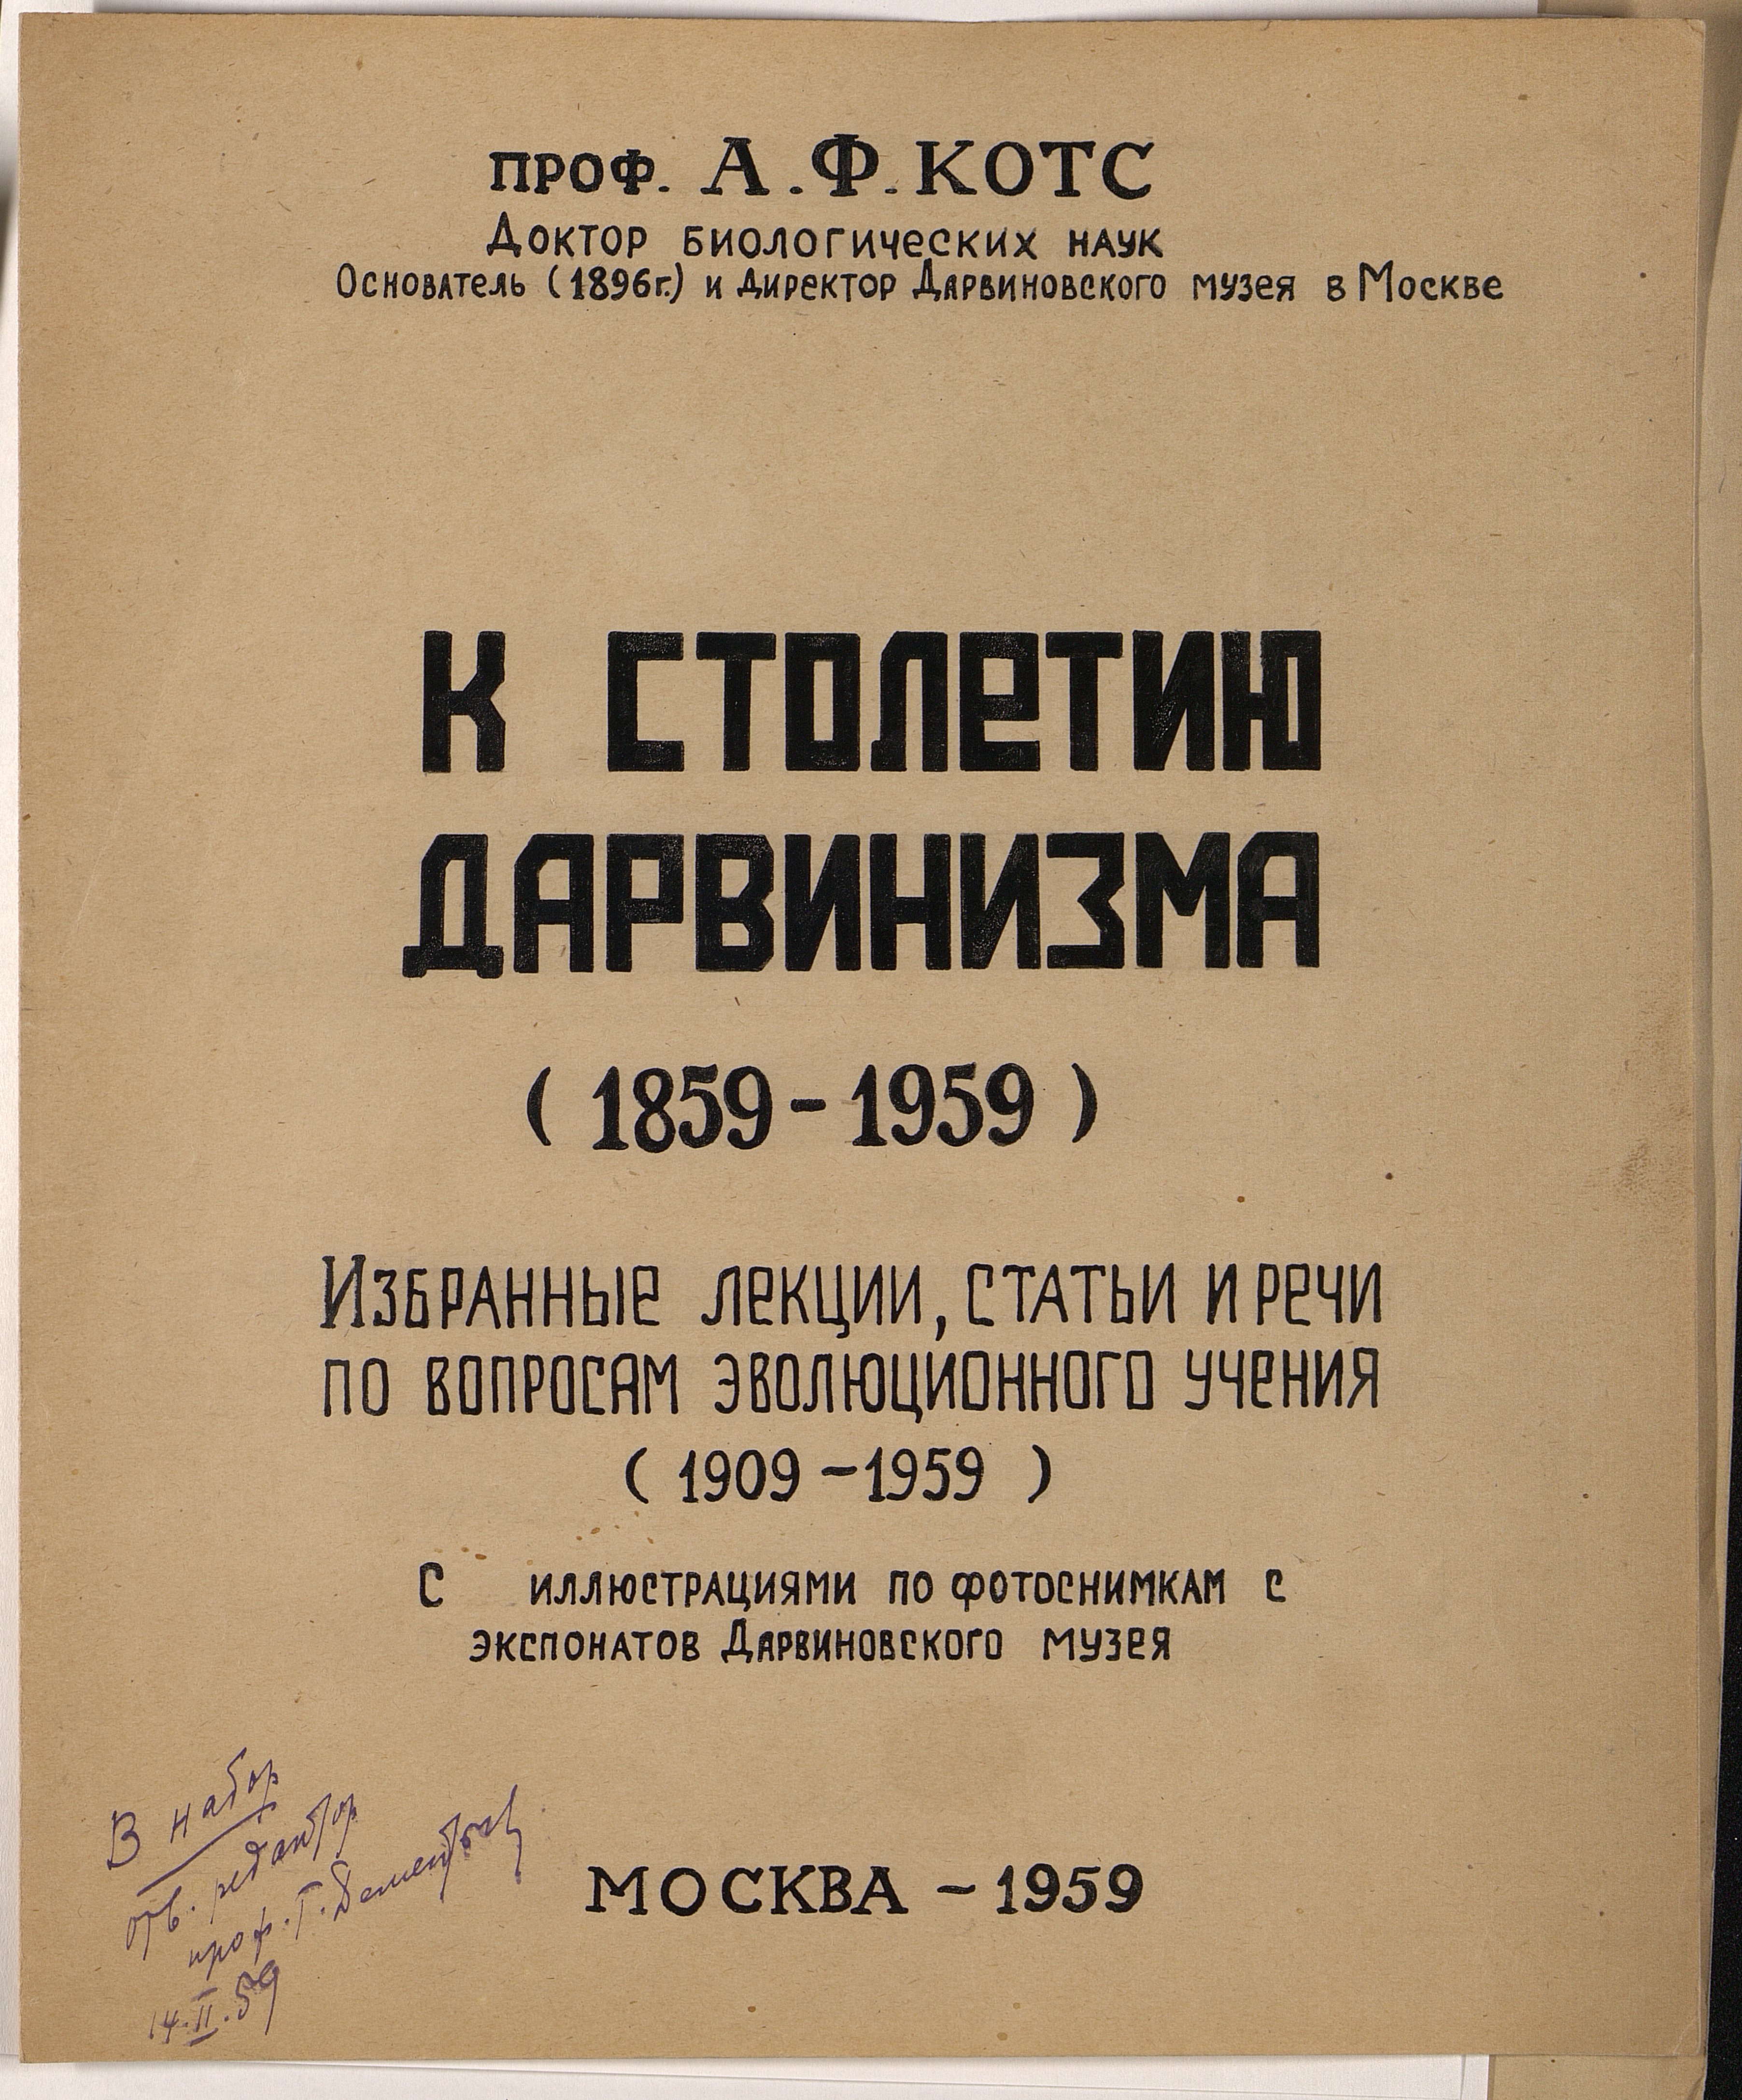 ПРОФ. А.Ф.КОТС
Доктор биологических наук
Основатель (1896г.) и директор Дарвиновского музея в Москве
К СТОЛЕТИЮ
ДАРВИНИЗМА
(1859-1959)
Избранные лекции, статьи и речи
по вопросам эволюционного учения
(1909-1959)
С иллюстрациями по фотоснимкам с
экспонатов Дарвиновского музея
В набор
отв. редактор
проф. Г. Дементьев
14.II.59
МОСКВА - 1959